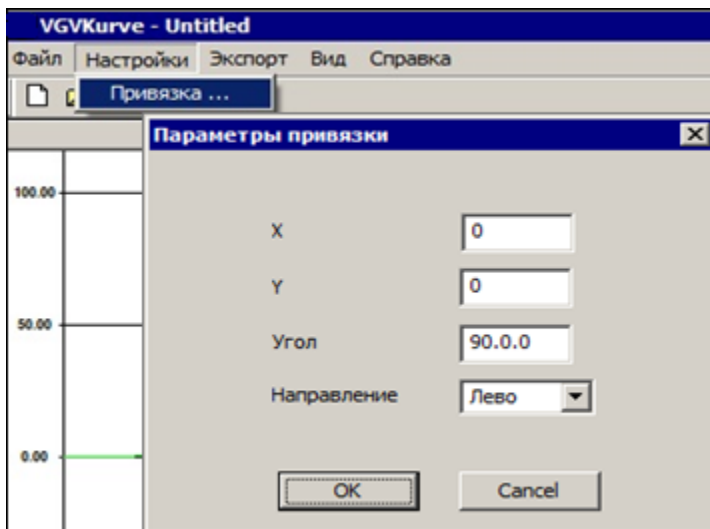 VGVKurve - Untitled
Файл Настройки Экспорт Вид Справка
Привязка ...
Параметры привязки
100.00
X 0
Y 0
50.00
Угол 90.0.0
Направление Лево
0.00
OK Cancel